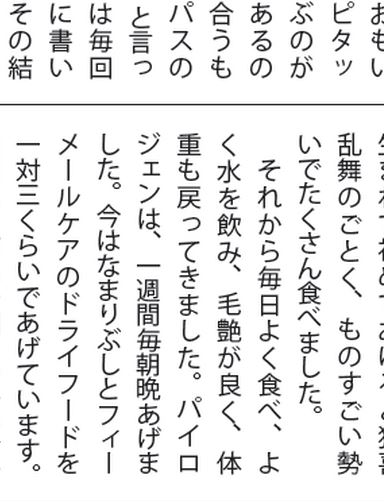 おもい
ピタッ
ぶのが
あるの
合うも
パスの
と言っ
は毎回
に書い
その結
乱舞のごとく、ものすごい勢
いでたくさん食べました。
それから毎日よく食べ、よ
く水を飲み、毛艶が良く、体
重も戻ってきました。パイロ
ジェンは、一週間毎朝晩あげま
した。今はなまりぶしとフィー
メールケアのドライフードを
一対三くらいであげています。